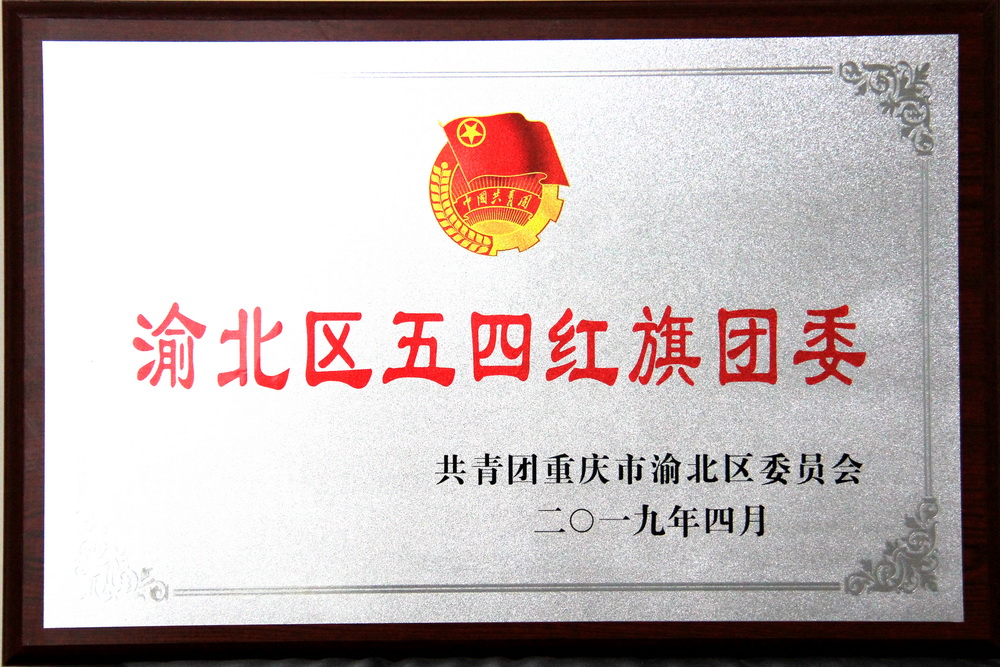 中国共青团
渝北区五四红旗团委
共青团重庆市渝北区委员会
二〇一九年四月